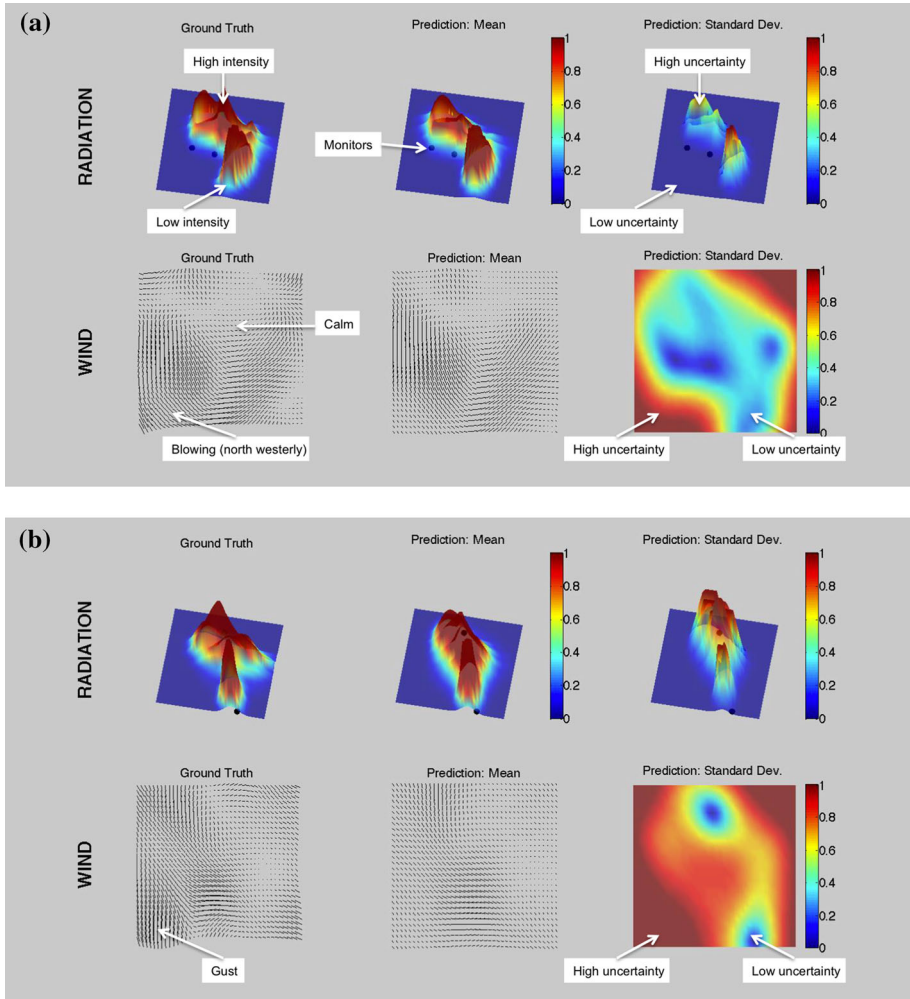 (a)
Ground Truth
Prediction: Mean
Prediction: Standard Dev.
High intensity
High uncertainty
Monitors
Low intensity
Low uncertainty
RADIATION
1
0.8
0.6
0.4
0.2
0
1
0.8
0.6
0.4
0.2
0
Ground Truth
Prediction: Mean
Prediction: Standard Dev.
WIND
Calm
Blowing (north westerly)
High uncertainty
Low uncertainty
1
0.8
0.6
0.4
0.2
0
(b)
Ground Truth
Prediction: Mean
Prediction: Standard Dev.
RADIATION
1
0.8
0.6
0.4
0.2
0
1
0.8
0.6
0.4
0.2
0
Ground Truth
Prediction: Mean
Prediction: Standard Dev.
WIND
Gust
High uncertainty
Low uncertainty
1
0.8
0.6
0.4
0.2
0